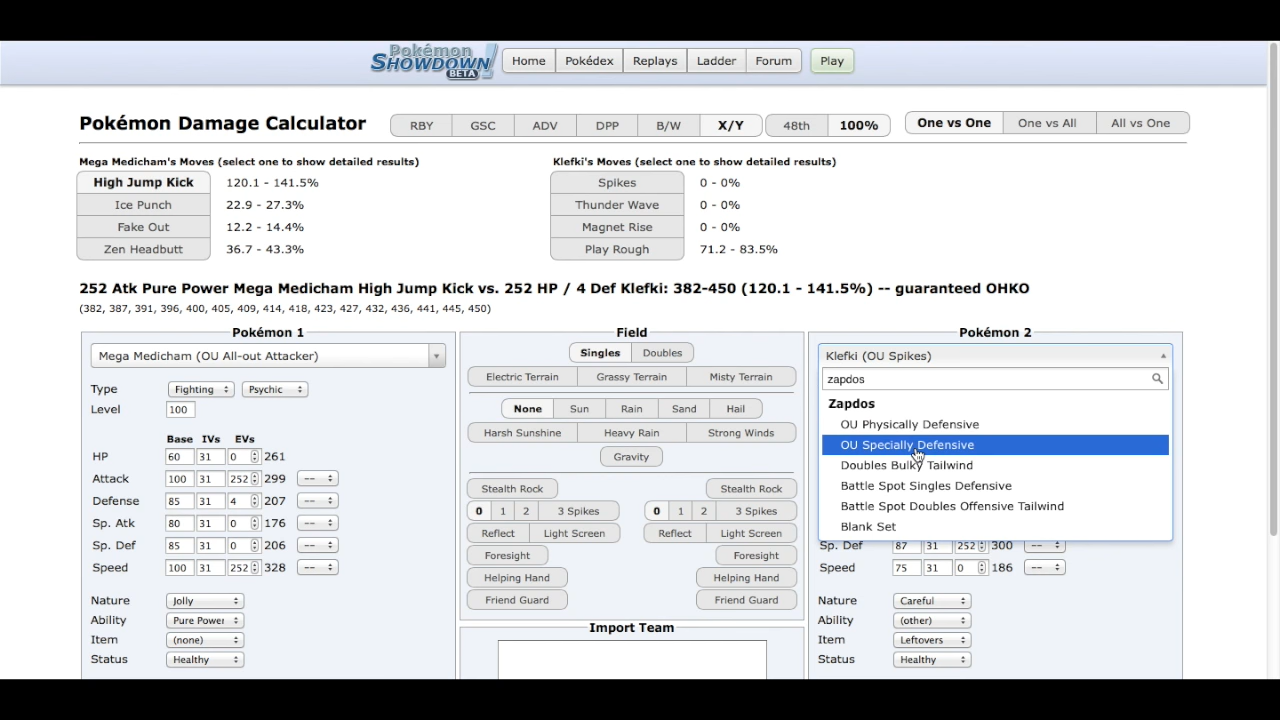 Pokémon
SHOWDOWN!
BETA
Home Pokédex Replays Ladder Forum Play
Pokémon Damage Calculator RBY GSC ADV DPP B/W X/Y 48th 100% One vs One One vs All All vs One
Mega Medicham's Moves (select one to show detailed results) Klefki's Moves (select one to show detailed results)
High Jump Kick 120.1 - 141.5% Spikes 0 - 0%
Ice Punch 22.9 - 27.3% Thunder Wave 0 - 0%
Fake Out 12.2 - 14.4% Magnet Rise 0 - 0%
Zen Headbutt 36.7 - 43.3% Play Rough 71.2 - 83.5%
252 Atk Pure Power Mega Medicham High Jump Kick vs. 252 HP / 4 Def Klefki: 382-450 (120.1 - 141.5%) -- guaranteed OHKO
(382, 387, 391, 396, 400, 405, 409, 414, 418, 423, 427, 432, 436, 441, 445, 450)
Pokémon 1
Mega Medicham (OU All-out Attacker)
Type Fighting Psychic
Level 100
Base IVs EVs
HP 60 31 0 261
Attack 100 31 252 299 --
Defense 85 31 4 207 --
Sp. Atk 80 31 0 176 --
Sp. Def 85 31 0 206 --
Speed 100 31 252 328 --
Nature Jolly
Ability Pure Power
Item (none)
Status Healthy
Field
Singles Doubles
Electric Terrain Grassy Terrain Misty Terrain
None Sun Rain Sand Hail
Harsh Sunshine Heavy Rain Strong Winds
Gravity
Stealth Rock Stealth Rock
0 1 2 3 Spikes 0 1 2 3 Spikes
Reflect Light Screen Reflect Light Screen
Foresight Foresight
Helping Hand Helping Hand
Friend Guard Friend Guard
Import Team
Pokémon 2
Klefki (OU Spikes)
zapdos
Zapdos
OU Physically Defensive
OU Specially Defensive
Doubles Bulky Tailwind
Battle Spot Singles Defensive
Battle Spot Doubles Offensive Tailwind
Blank Set
Sp. Def 87 31 252 300 --
Speed 75 31 0 186 --
Nature Careful
Ability (other)
Item Leftovers
Status Healthy